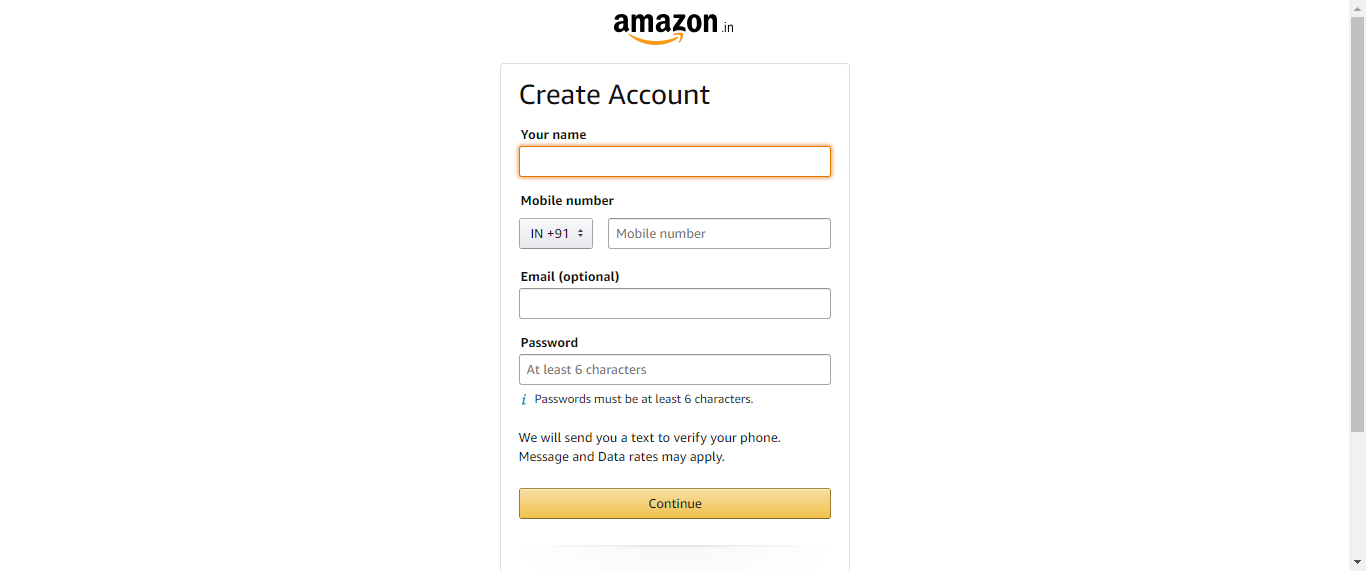 amazon.in
Create Account
Your name
Mobile number
IN +91 Mobile number
Email (optional)
Password
At least 6 characters
i Passwords must be at least 6 characters.
We will send you a text to verify your phone.
Message and Data rates may apply.
Continue